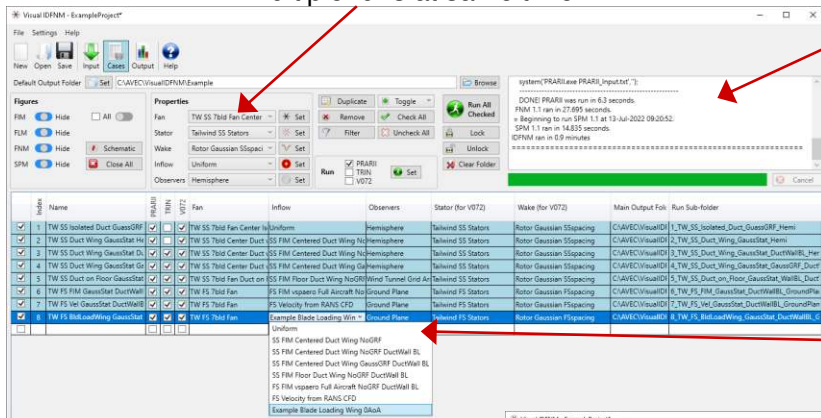 Visual IDFNM - ExampleProject*
File Settings Help
New Open Save Input Cases Output Help
Default Output Folder Set C:\AVEC\VisualIDFNM\Example Browse
Figures
FIM Hide All
FLM Hide
FNM Hide Schematic
SPM Hide Close All
Properties
Fan TW SS 7bld Fan Center Set
Stator Tailwind SS Stators Set
Wake Rotor Gaussian SSspaci Set
Inflow Uniform Set
Observers Hemisphere Set
Duplicate Toggle
Remove Check All
Filter Uncheck All
Run All Checked
Lock
Unlock
Clear Folder
Run PRARII TRIN V072 Set
system('PRARII.exe PRARII_Input.txt','');
DONE! PRARII was run in 6.3 seconds.
FNM 1.1 ran in 27.695 seconds.
= Beginning to run SPM 1.1 at 13-Jul-2022 09:20:52.
SPM 1.1 ran in 14.835 seconds.
IDFNM ran in 0.9 minutes
Cancel
Index Name PRARII TRIN V072 Fan Inflow Observers Stator (for V072) Wake (for V072) Main Output Fol Run Sub-folder
1 TW SS Isolated Duct GuassGRF TW SS 7bld Fan Center Is Uniform Hemisphere Tailwind SS Stators Rotor Gaussian SSspacing C:\AVEC\VisualIDI 1_TW_SS_Isolated_Duct_GuassGRF_Hemi
2 TW SS Duct Wing GaussStat He TW SS 7bld Center Duct SS FIM Centered Duct Wing Nc Hemisphere Tailwind SS Stators Rotor Gaussian SSspacing C:\AVEC\VisualIDI 2_TW_SS_Duct_Wing_GaussStat_Hemi
3 TW SS Duct Wing GaussStat Du TW SS 7bld Center Duct SS FIM Centered Duct Wing Nc Hemisphere Tailwind SS Stators Rotor Gaussian SSspacing C:\AVEC\VisualIDI 3_TW_SS_Duct_Wing_GaussStat_DuctWallBL_Her
4 TW SS Duct Wing GaussStat Ga TW SS 7bld Center Duct SS FIM Centered Duct Wing Ga Hemisphere Tailwind SS Stators Rotor Gaussian SSspacing C:\AVEC\VisualIDI 4_TW_SS_Duct_Wing_GaussStat_GaussGRF_Duct
5 TW SS Duct on Floor GaussStat TW SS 7bld Fan Duct on SS FIM Floor Duct Wing NoGRF Wind Tunnel Grid Ar Tailwind SS Stators Rotor Gaussian SSspacing C:\AVEC\VisualIDI 5_TW_SS_Duct_on_Floor_GaussStat_WallBL_Duct
6 TW FS FIM GaussStat DuctWall TW FS 7bld Fan FS FIM vspaero Full Aircraft No Ground Plane Tailwind FS Stators Rotor Gaussian FSspacing C:\AVEC\VisualIDI 6_TW_FS_FIM_GaussStat_DuctWallBL_GroundPla
7 TW FS Vel GaussStat DuctWallB TW FS 7bld Fan FS Velocity from RANS CFD Ground Plane Tailwind FS Stators Rotor Gaussian FSspacing C:\AVEC\VisualIDI 7_TW_FS_Vel_GaussStat_DuctWallBL_GroundPlan
8 TW FS BldLoadWing GaussStat TW FS 7bld Fan Example Blade Loading Win Ground Plane Tailwind FS Stators Rotor Gaussian FSspacing C:\AVEC\VisualIDI 8_TW_FS_BldLoadWing_GaussStat_DuctWallBL_G
Uniform
SS FIM Centered Duct Wing NoGRF
SS FIM Centered Duct Wing NoGRF DuctWall BL
SS FIM Centered Duct Wing GaussGRF DuctWall BL
SS FIM Floor Duct Wing NoGRF DuctWall BL
FS FIM vspaero Full Aircraft NoGRF DuctWall BL
FS Velocity from RANS CFD
Example Blade Loading Wing 0AoA